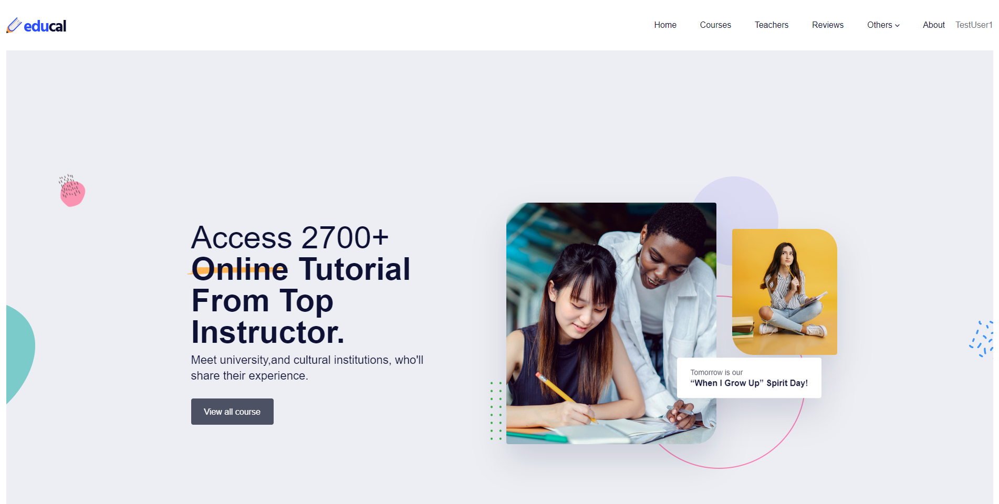 educal
Home Courses Teachers Reviews Others About TestUser1
Access 2700+
Online Tutorial
From Top
Instructor.
Meet university,and cultural institutions, who'll
share their experience.
View all course
Tomorrow is our
“When I Grow Up” Spirit Day!